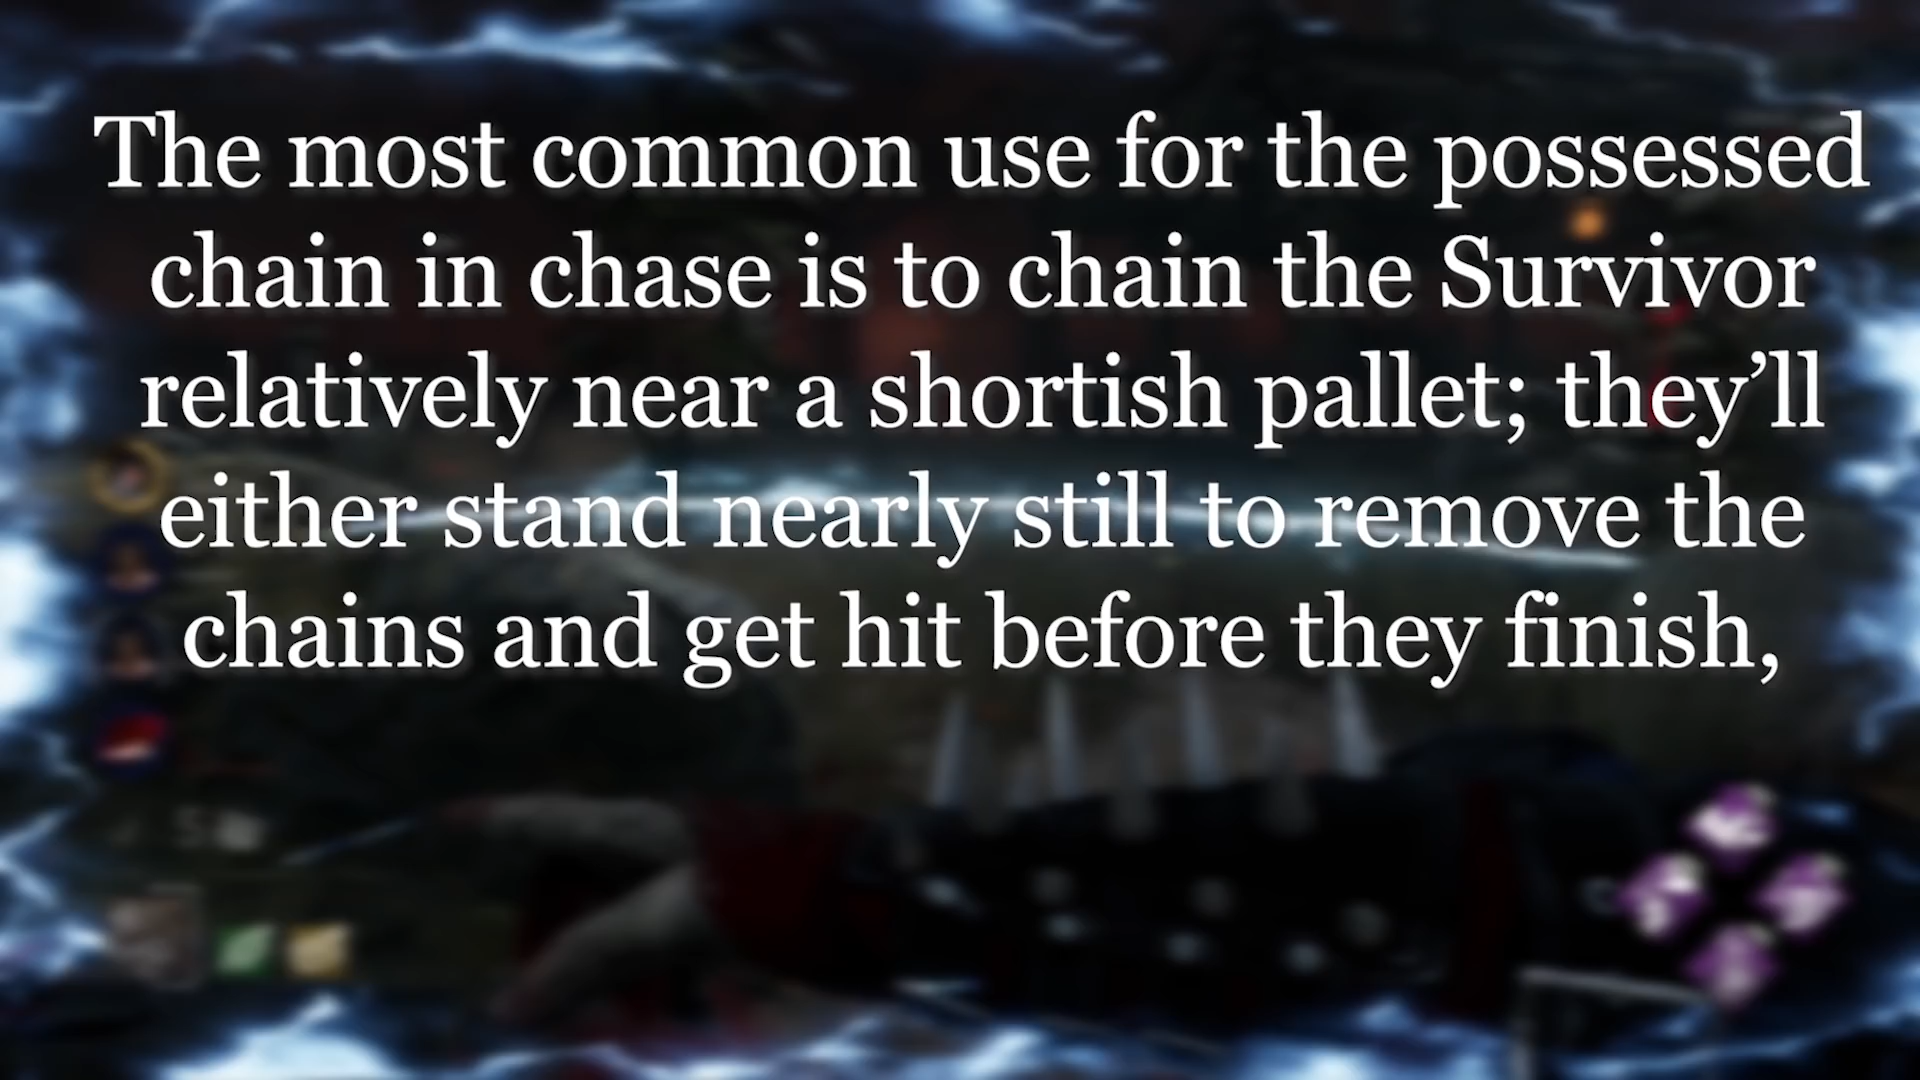 The most common use for the possessed
chain in chase is to chain the Survivor
relatively near a shortish pallet; they’ll
either stand nearly still to remove the
chains and get hit before they finish,